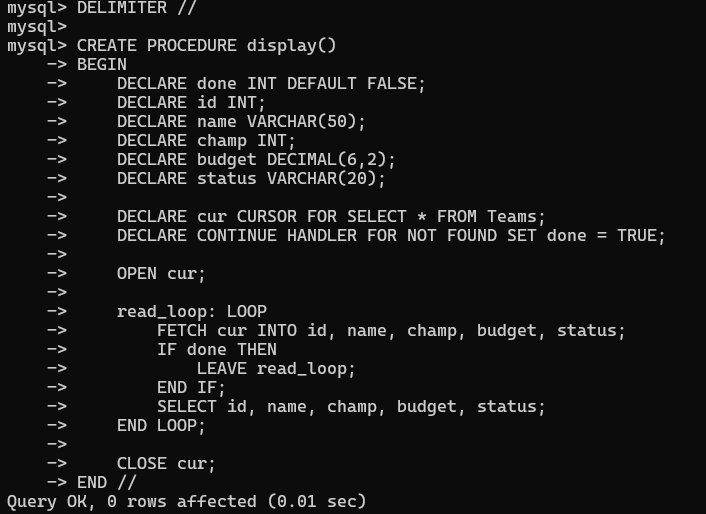 mysql> DELIMITER //
mysql>
mysql> CREATE PROCEDURE display()
    -> BEGIN
    ->     DECLARE done INT DEFAULT FALSE;
    ->     DECLARE id INT;
    ->     DECLARE name VARCHAR(50);
    ->     DECLARE champ INT;
    ->     DECLARE budget DECIMAL(6,2);
    ->     DECLARE status VARCHAR(20);
    ->
    ->     DECLARE cur CURSOR FOR SELECT * FROM Teams;
    ->     DECLARE CONTINUE HANDLER FOR NOT FOUND SET done = TRUE;
    ->
    ->     OPEN cur;
    ->
    ->     read_loop: LOOP
    ->         FETCH cur INTO id, name, champ, budget, status;
    ->         IF done THEN
    ->             LEAVE read_loop;
    ->         END IF;
    ->         SELECT id, name, champ, budget, status;
    ->     END LOOP;
    ->
    ->     CLOSE cur;
    -> END //
Query OK, 0 rows affected (0.01 sec)